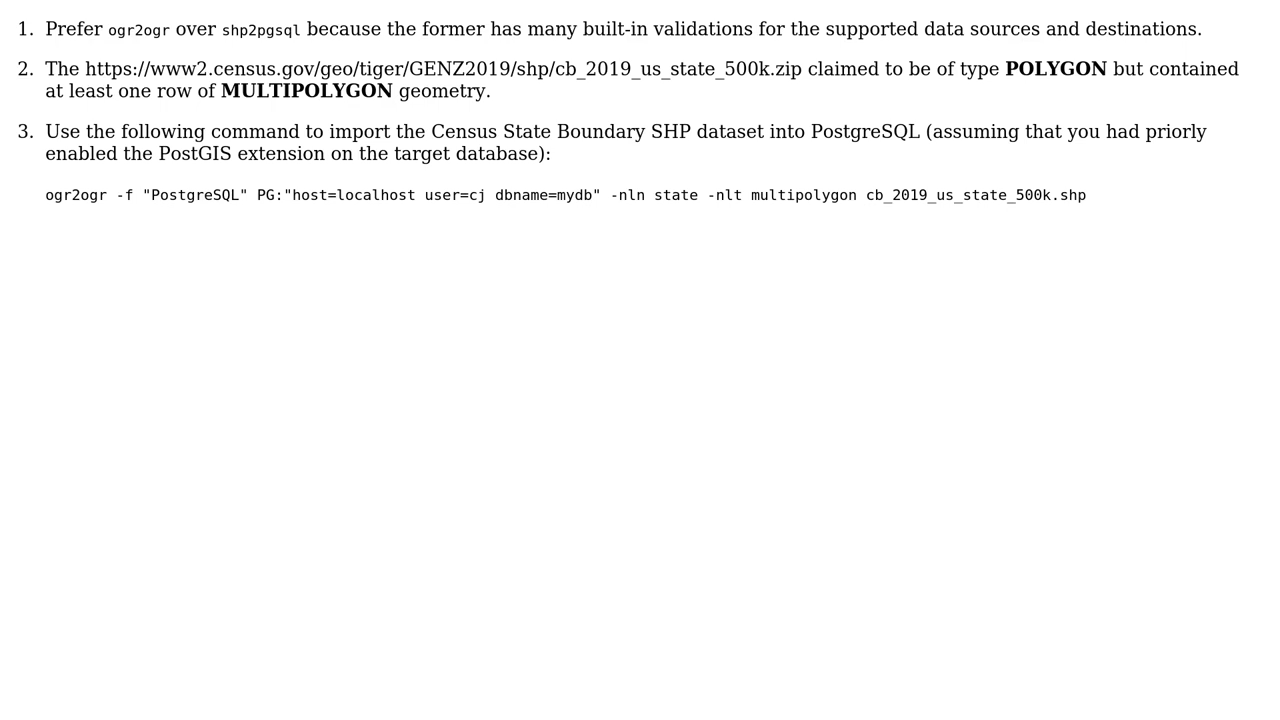 1. Prefer ogr2ogr over shp2pgsql because the former has many built-in validations for the supported data sources and destinations.
2. The https://www2.census.gov/geo/tiger/GENZ2019/shp/cb_2019_us_state_500k.zip claimed to be of type POLYGON but contained
at least one row of MULTIPOLYGON geometry.
3. Use the following command to import the Census State Boundary SHP dataset into PostgreSQL (assuming that you had priorly
enabled the PostGIS extension on the target database):
ogr2ogr -f "PostgreSQL" PG:"host=localhost user=cj dbname=mydb" -nln state -nlt multipolygon cb_2019_us_state_500k.shp